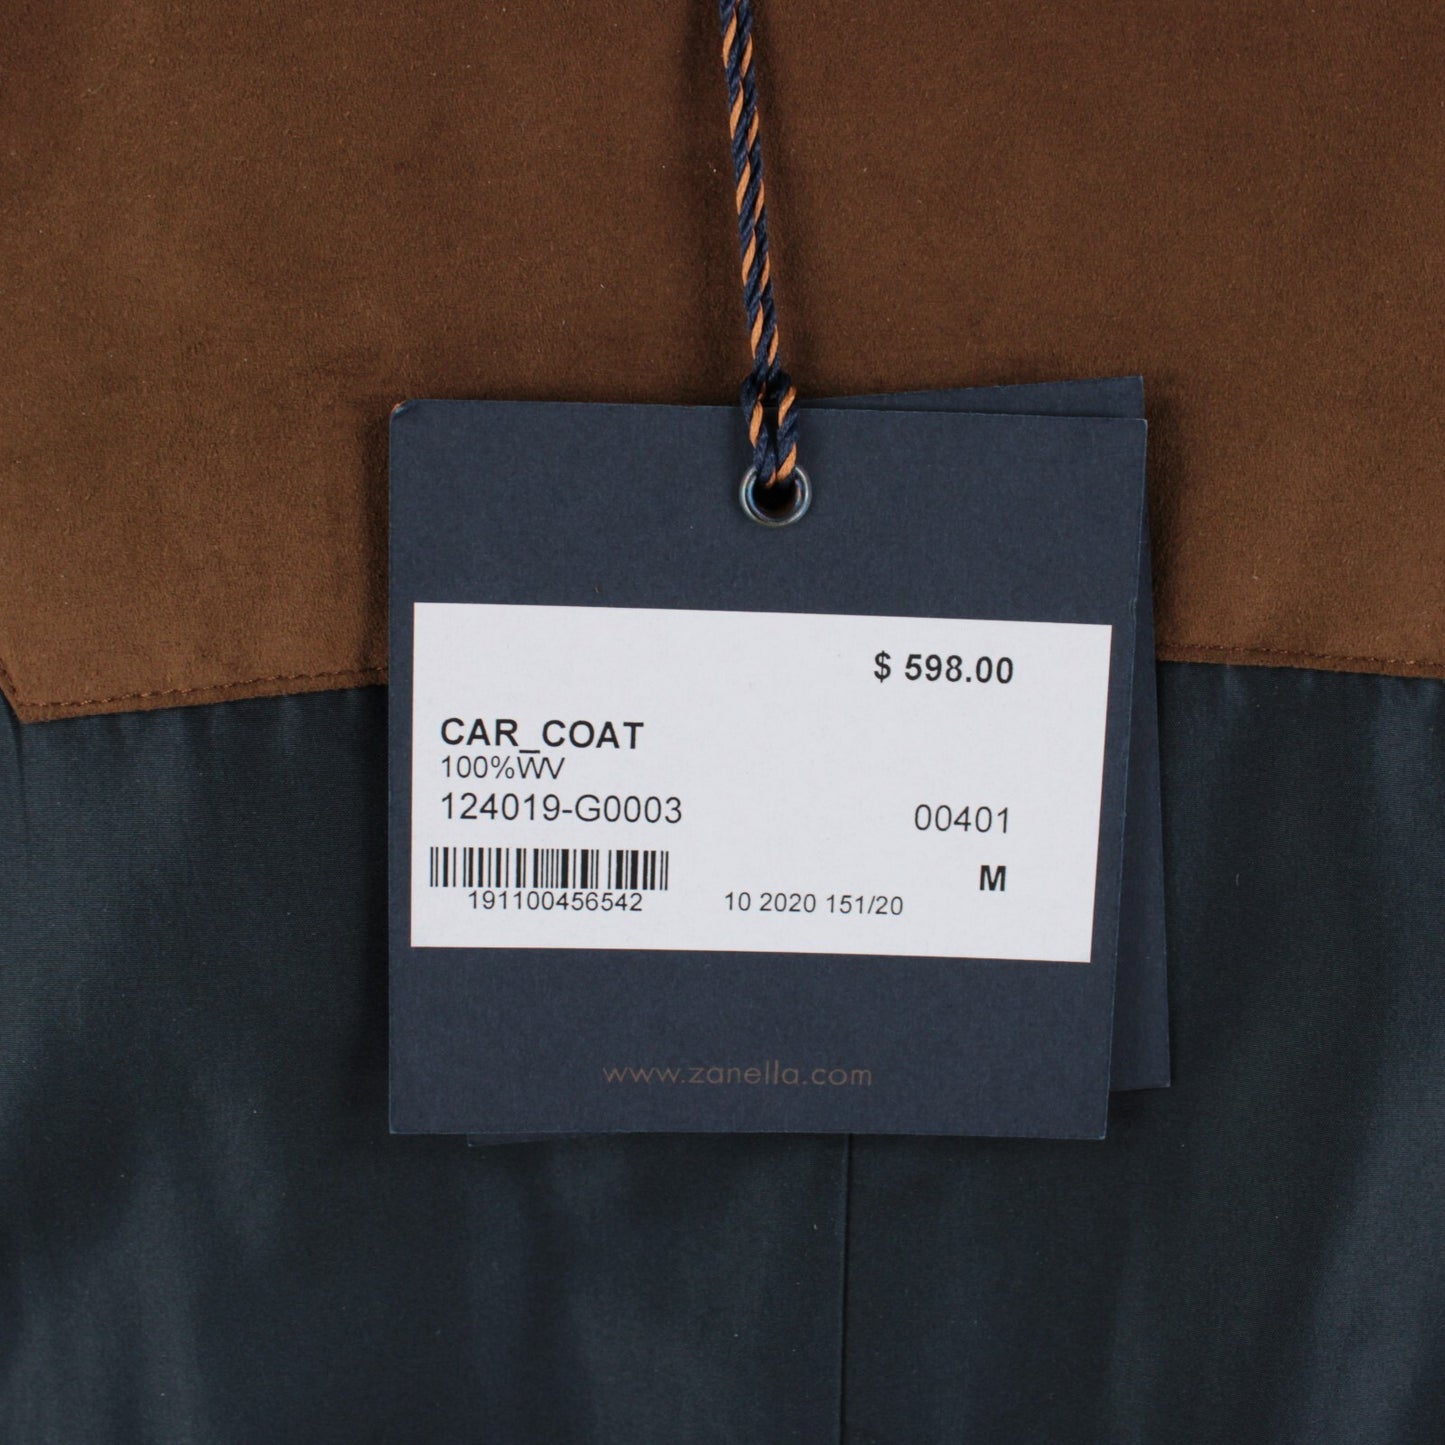 $ 598.00
CAR_COAT
100%WV
124019-G0003 00401
M
191100456542 10 2020 151/20
www.zanella.com